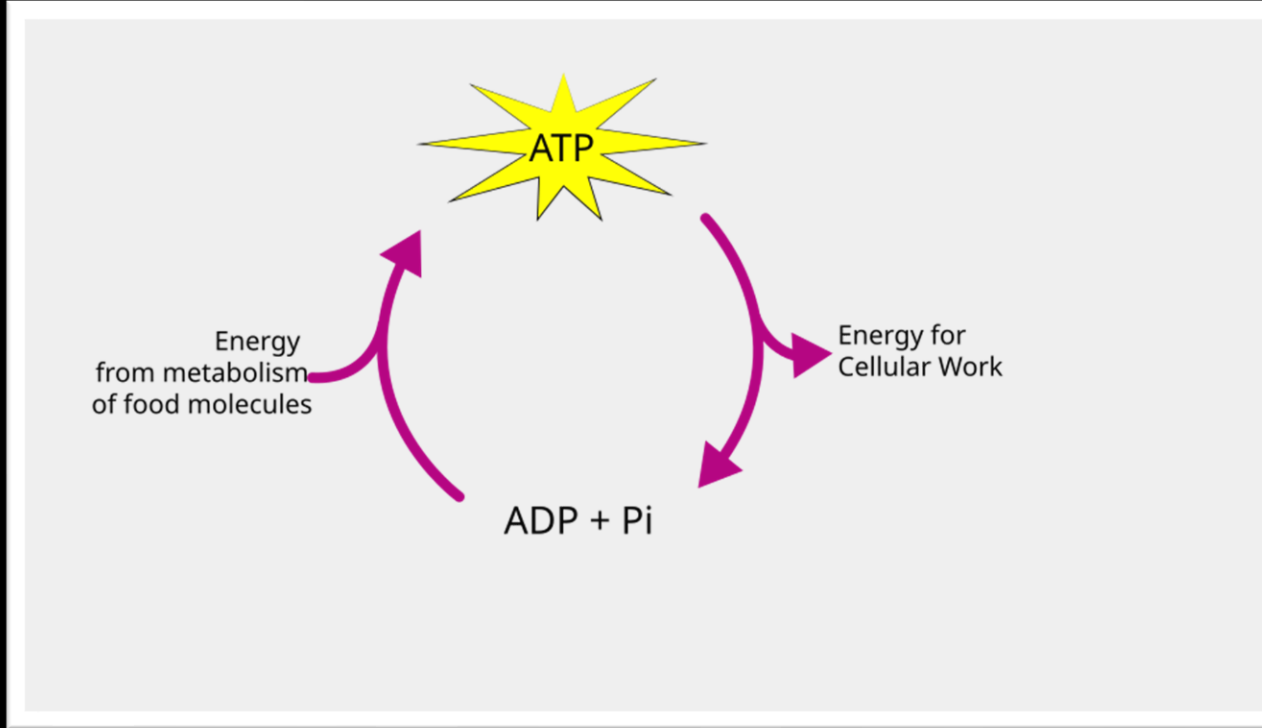 ATP
Energy
from metabolism
of food molecules
Energy for
Cellular Work
ADP + Pi